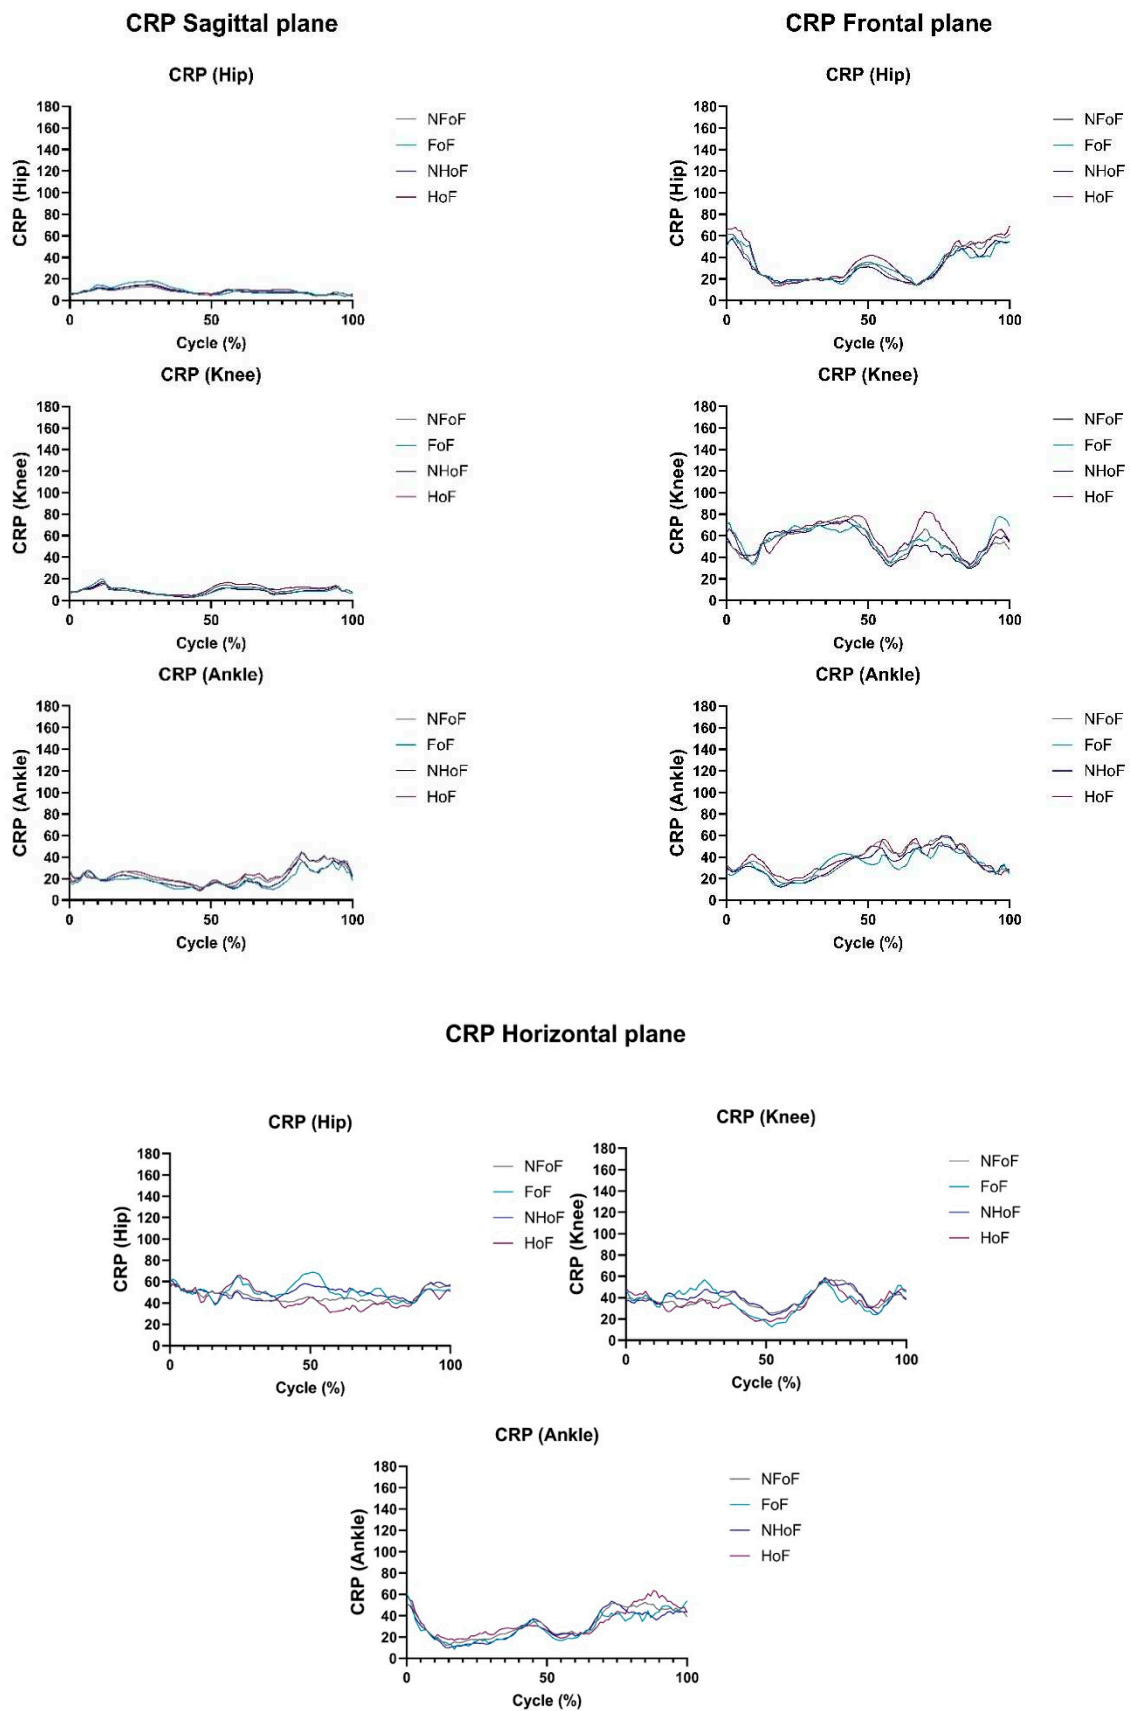 CRP Sagittal plane
CRP (Hip)
CRP (Hip)
180
160
140
120
100
80
60
40
20
0
0 50 100
Cycle (%)
NFoF
FoF
NHoF
HoF
CRP (Knee)
CRP (Knee)
180
160
140
120
100
80
60
40
20
0
0 50 100
Cycle (%)
NFoF
FoF
NHoF
HoF
CRP (Ankle)
CRP (Ankle)
180
160
140
120
100
80
60
40
20
0
0 50 100
Cycle (%)
NFoF
FoF
NHoF
HoF
CRP Frontal plane
CRP (Hip)
CRP (Hip)
180
160
140
120
100
80
60
40
20
0
0 50 100
Cycle (%)
NFoF
FoF
NHoF
HoF
CRP (Knee)
CRP (Knee)
180
160
140
120
100
80
60
40
20
0
0 50 100
Cycle (%)
NFoF
FoF
NHoF
HoF
CRP (Ankle)
CRP (Ankle)
180
160
140
120
100
80
60
40
20
0
0 50 100
Cycle (%)
NFoF
FoF
NHoF
HoF
CRP Horizontal plane
CRP (Hip)
CRP (Hip)
180
160
140
120
100
80
60
40
20
0
0 50 100
Cycle (%)
NFoF
FoF
NHoF
HoF
CRP (Knee)
CRP (Knee)
180
160
140
120
100
80
60
40
20
0
0 50 100
Cycle (%)
NFoF
FoF
NHoF
HoF
CRP (Ankle)
CRP (Ankle)
180
160
140
120
100
80
60
40
20
0
0 50 100
Cycle (%)
NFoF
FoF
NHoF
HoF